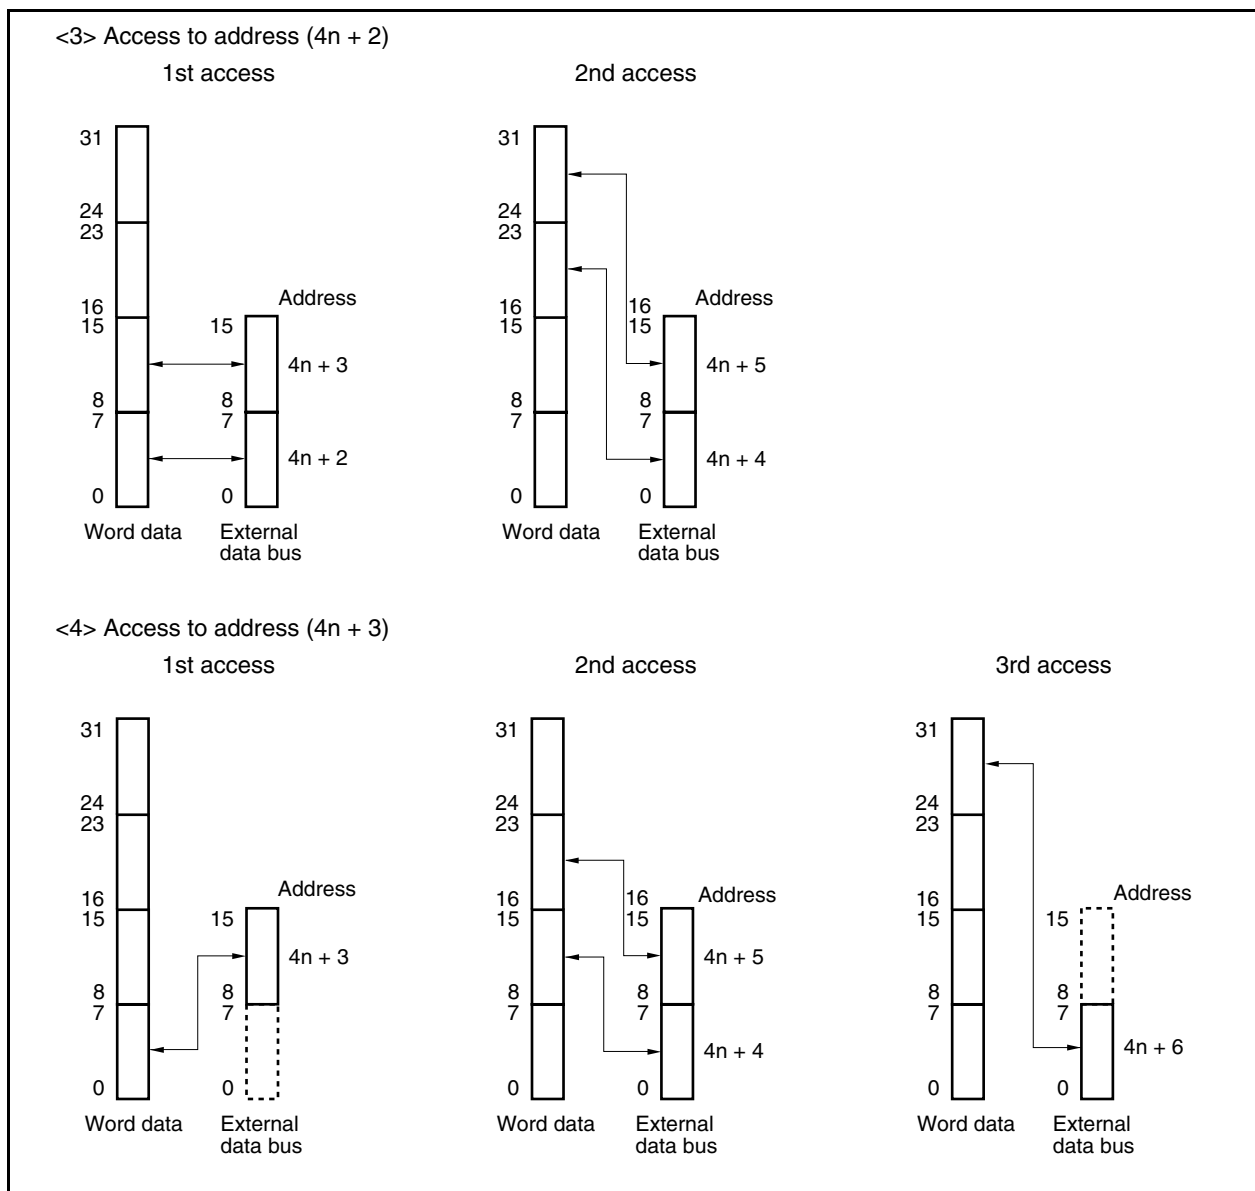 <3> Access to address (4n + 2)
1st access
2nd access
31
24
23
16
15
8
7
0
Word data
Address
15
4n + 3
8
7
4n + 2
0
External
data bus
31
24
23
16
15
8
7
0
Word data
Address
16
15
4n + 5
8
7
4n + 4
0
External
data bus
<4> Access to address (4n + 3)
1st access
2nd access
3rd access
31
24
23
16
15
8
7
0
Word data
Address
15
4n + 3
8
7
0
External
data bus
31
24
23
16
15
8
7
0
Word data
Address
16
15
4n + 5
8
7
4n + 4
0
External
data bus
31
24
23
16
15
8
7
0
Word data
Address
15
8
7
4n + 6
0
External
data bus